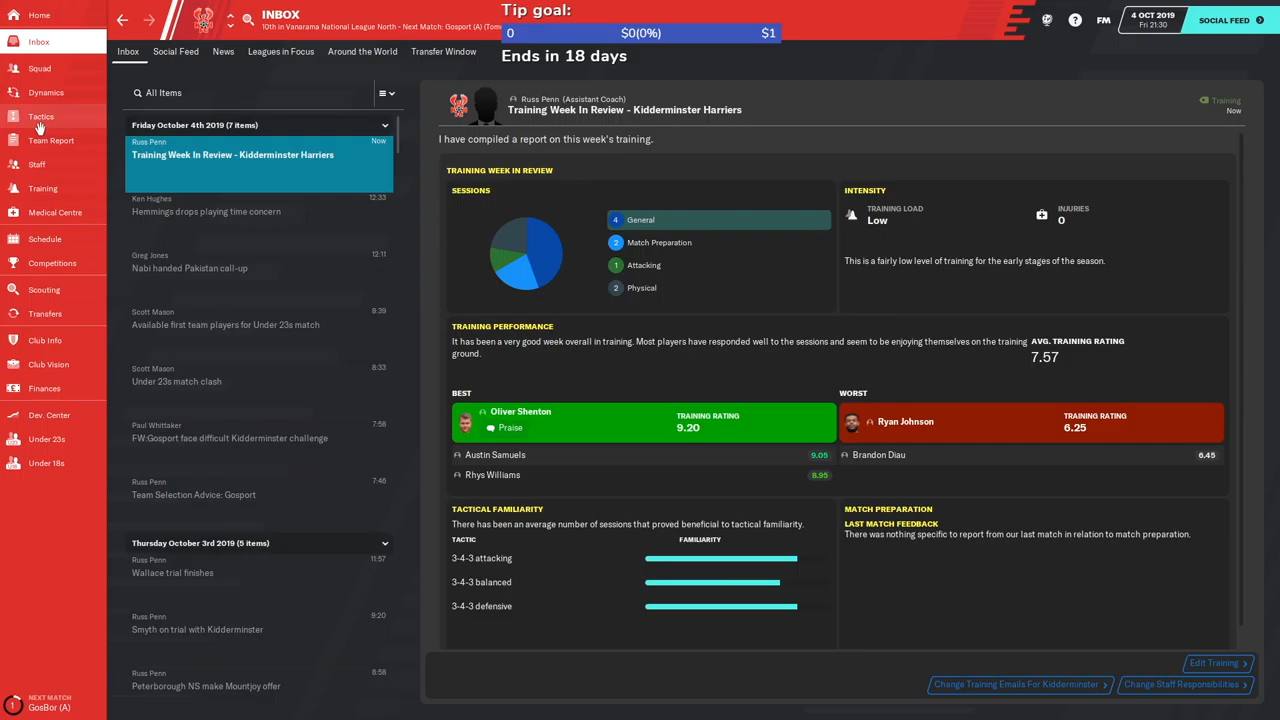 Home
Inbox
Squad
Dynamics
Tactics
Team Report
Staff
Training
Medical Centre
Schedule
Competitions
Scouting
Transfers
Club Info
Club Vision
Finances
Dev. Center
Under 23s
Under 18s
1
NEXT MATCH
GosBor (A)
INBOX
10th in Vanarama National League North - Next Match: Gosport (A) (Tom
Tip goal:
0 $0(0%) $1
Ends in 18 days
?
FM
4 OCT 2019
Fri 21:30
SOCIAL FEED
Inbox Social Feed News Leagues in Focus Around the World Transfer Window
All Items
Friday October 4th 2019 (7 items)
Russ Penn Now
Training Week In Review - Kidderminster Harriers
Ken Hughes 12:33
Hemmings drops playing time concern
Greg Jones 12:11
Nabi handed Pakistan call-up
Scott Mason 8:39
Available first team players for Under 23s match
Scott Mason 8:33
Under 23s match clash
Paul Whittaker 7:58
FW:Gosport face difficult Kidderminster challenge
Russ Penn 7:46
Team Selection Advice: Gosport
Thursday October 3rd 2019 (5 items)
Russ Penn 11:57
Wallace trial finishes
Russ Penn 9:20
Smyth on trial with Kidderminster
Russ Penn 8:58
Peterborough NS make Mountjoy offer
Russ Penn (Assistant Coach)
Training Week In Review - Kidderminster Harriers
Training
Now
I have compiled a report on this week's training.
TRAINING WEEK IN REVIEW
SESSIONS
4 General
2 Match Preparation
1 Attacking
2 Physical
INTENSITY
TRAINING LOAD
Low
INJURIES
0
This is a fairly low level of training for the early stages of the season.
TRAINING PERFORMANCE
It has been a very good week overall in training. Most players have responded well to the sessions and seem to be enjoying themselves on the training
ground.
AVG. TRAINING RATING
7.57
BEST
Oliver Shenton
Praise
TRAINING RATING
9.20
Austin Samuels 9.05
Rhys Williams 8.95
WORST
Ryan Johnson
TRAINING RATING
6.25
Brandon Diau 6.45
TACTICAL FAMILIARITY
There has been an average number of sessions that proved beneficial to tactical familiarity.
TACTIC FAMILIARITY
3-4-3 attacking
3-4-3 balanced
3-4-3 defensive
MATCH PREPARATION
LAST MATCH FEEDBACK
There was nothing specific to report from our last match in relation to match preparation.
Edit Training
Change Training Emails For Kidderminster
Change Staff Responsibilities